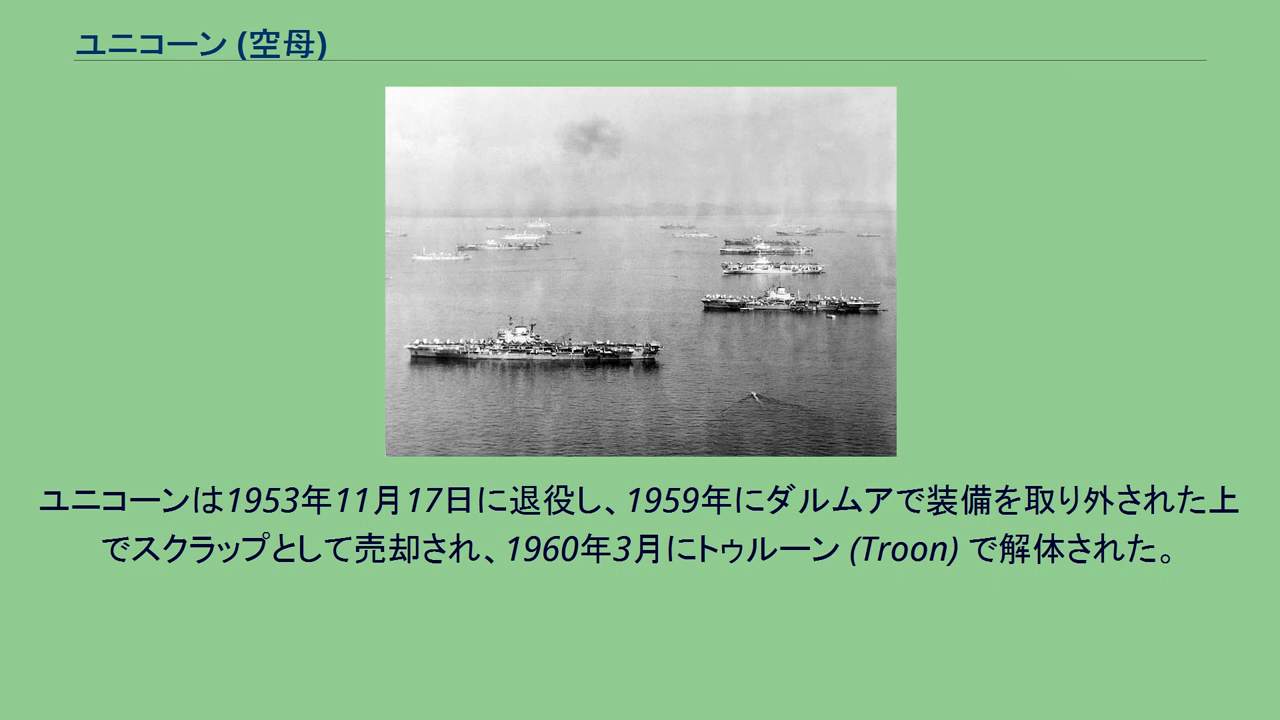 ユニコーン (空母)
ユニコーンは1953年11月17日に退役し、1959年にダルムアで装備を取り外された上
でスクラップとして売却され、1960年3月にトゥルーン (Troon) で解体された。